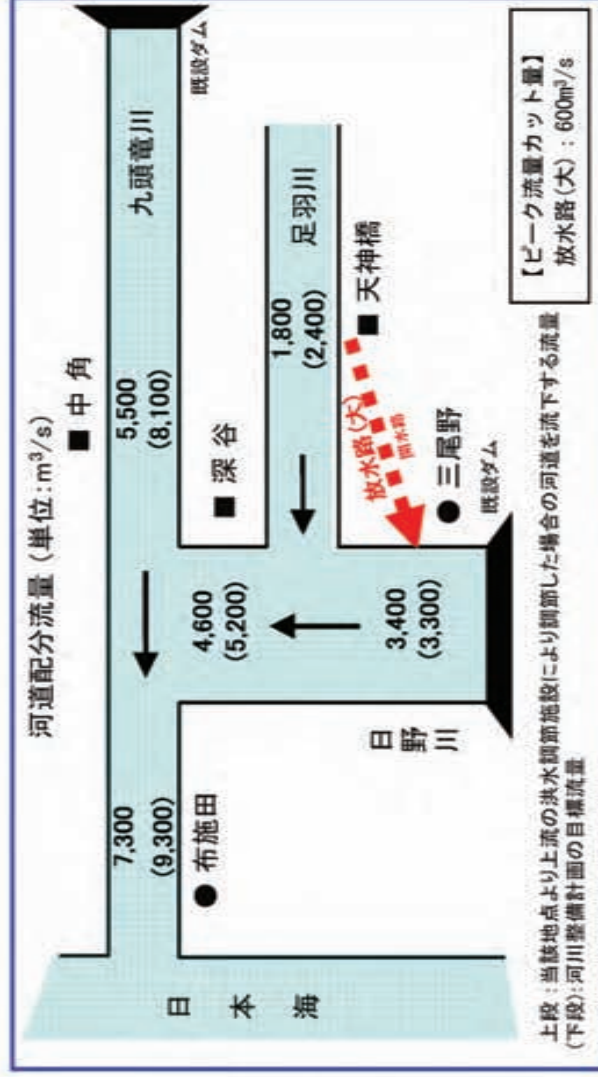 河道配分流量 (単位:m³/s)
■中角
既設ダム
九頭竜川
5,500
(8,100)
7,300
(9,300)
●布施田
■深谷
足羽川
1,800
(2,400)
■天神橋
放水路(大)
開水路
4,600
(5,200)
3,400
(3,300)
●三尾野
既設ダム
日野川
日本海
【ピーク流量カット量】
放水路(大):600m³/s
上段:当該地点より上流の洪水調節施設により調節した場合の河道を流下する流量
(下段):河川整備計画の目標流量